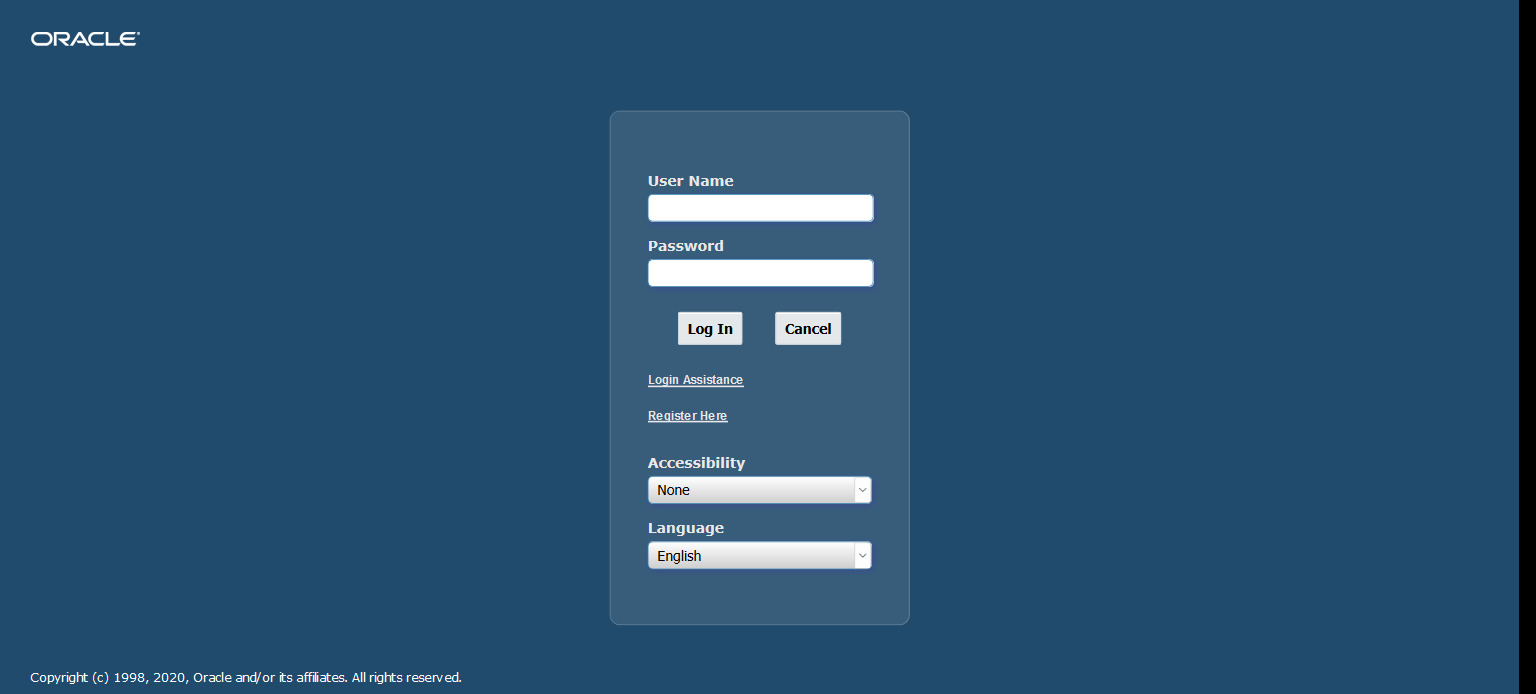 ORACLE
User Name
Password
Log In Cancel
Login Assistance
Register Here
Accessibility
None
Language
English
Copyright (c) 1998, 2020, Oracle and/or its affiliates. All rights reserved.